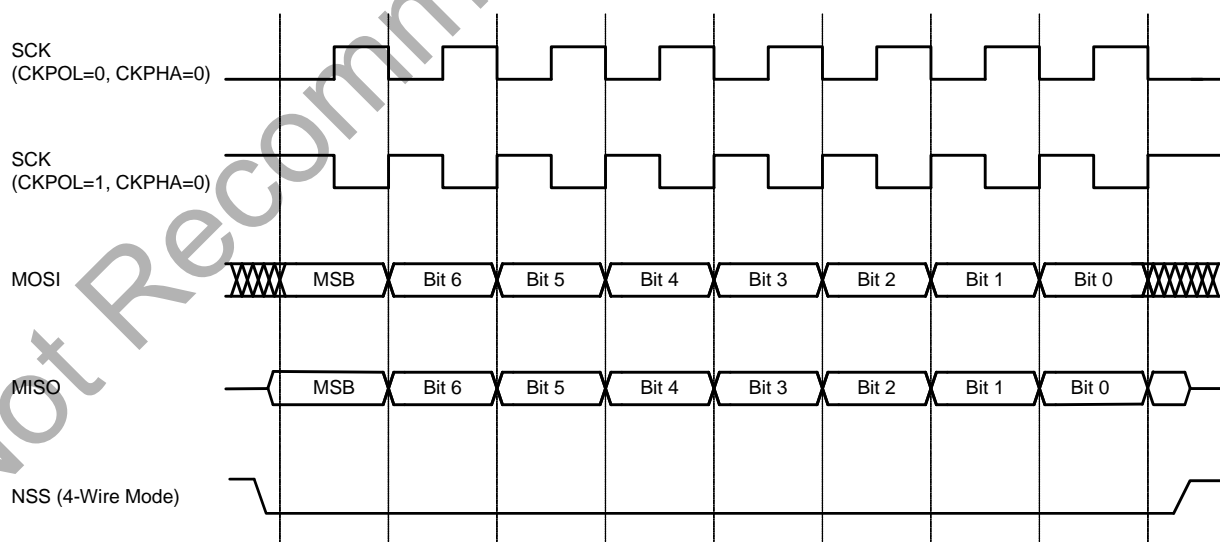 SCK
(CKPOL=0, CKPHA=0)
SCK
(CKPOL=1, CKPHA=0)
MOSI
MSB Bit 6 Bit 5 Bit 4 Bit 3 Bit 2 Bit 1 Bit 0
MISO
MSB Bit 6 Bit 5 Bit 4 Bit 3 Bit 2 Bit 1 Bit 0
NSS (4-Wire Mode)
Not